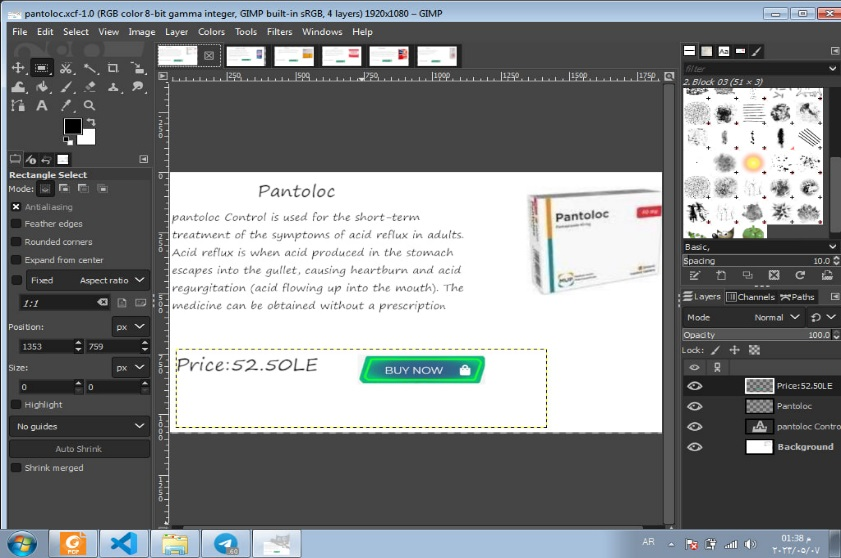 pantoloc.xcf-1.0 (RGB color 8-bit gamma integer, GIMP built-in sRGB, 4 layers) 1920x1080 – GIMP
File Edit Select View Image Layer Colors Tools Filters Windows Help
Rectangle Select
Mode:
Antialiasing
Feather edges
Rounded corners
Expand from center
Fixed Aspect ratio
1:1
Position: px
1353 759
Size: px
0 0
Highlight
No guides
Auto Shrink
Shrink merged
250 500 750 1000 1250 1500 1750
Pantoloc
pantoloc Control is used for the short-term
treatment of the symptoms of acid reflux in adults.
Acid reflux is when acid produced in the stomach
escapes into the gullet, causing heartburn and acid
regurgitation (acid flowing up into the mouth). The
medicine can be obtained without a prescription
Pantoloc
40 mg
Price:52.50LE
BUY NOW
filter
2. Block 03 (51 × 3)
Basic,
Spacing 10.0
Layers Channels Paths
Mode Normal
Opacity 100.0
Lock:
Price:52.50LE
Pantoloc
pantoloc Contro
Background
AR
01:38 م
٢٠٢٣/٠٥/٠٧